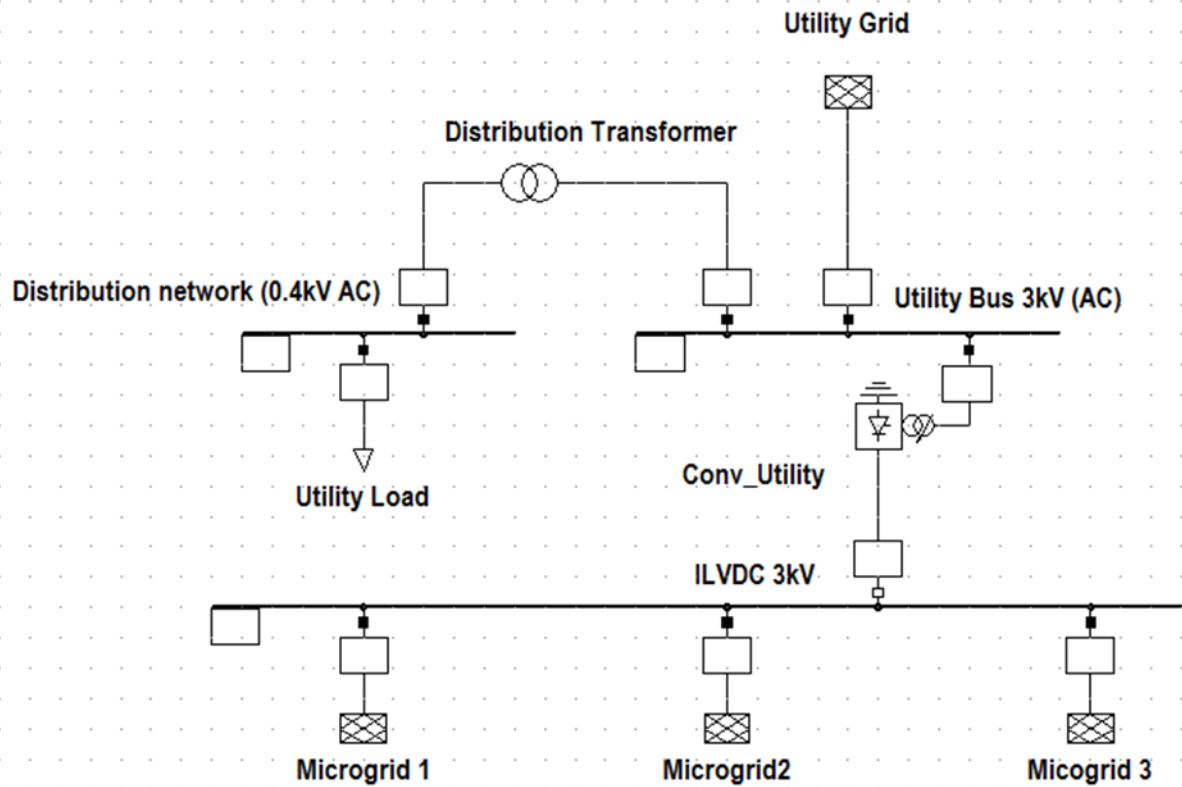 Utility Grid
Distribution Transformer
Distribution network (0.4kV AC)
Utility Bus 3kV (AC)
Conv_Utility
Utility Load
ILVDC 3kV
Microgrid 1
Microgrid2
Micogrid 3